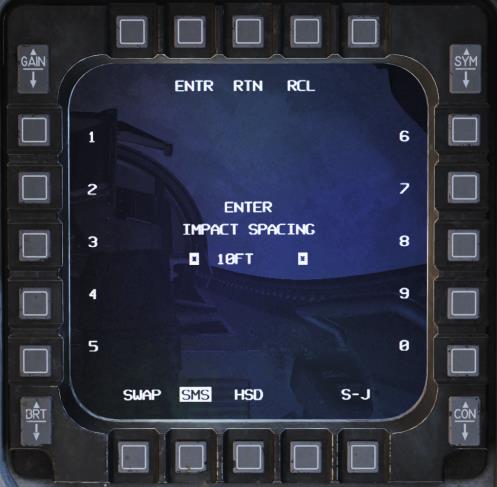 GAIN
SYM
ENTR RTN RCL
1
6
2
7
ENTER
IMPACT SPACING
3
8
* 10FT *
4
9
5
0
SWAP SMS HSD S-J
BRT
CON